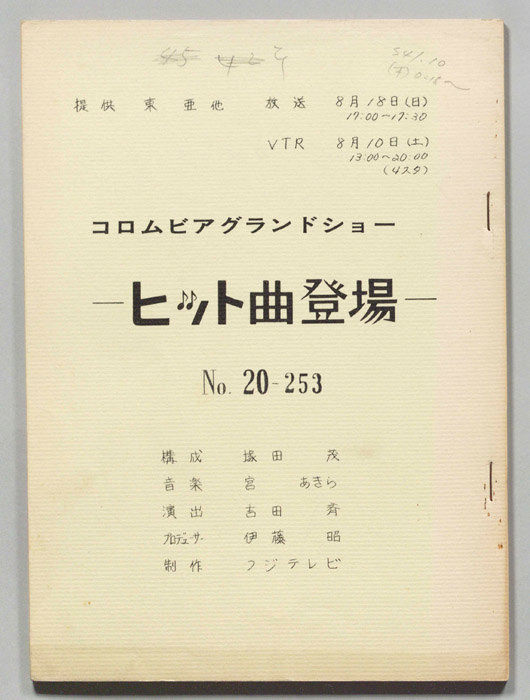 提供 東亜他 放送 8月18日(日)
17:00〜17:30
VTR 8月10日(土)
13:00〜20:00
(4スタ)
コロムビアグランドショー
―ヒット曲登場―
No. 20-253
構成 塚田 茂
音楽 宮 あきら
演出 吉田 斉
プロデューサー 伊藤 昭
制作 フジテレビ